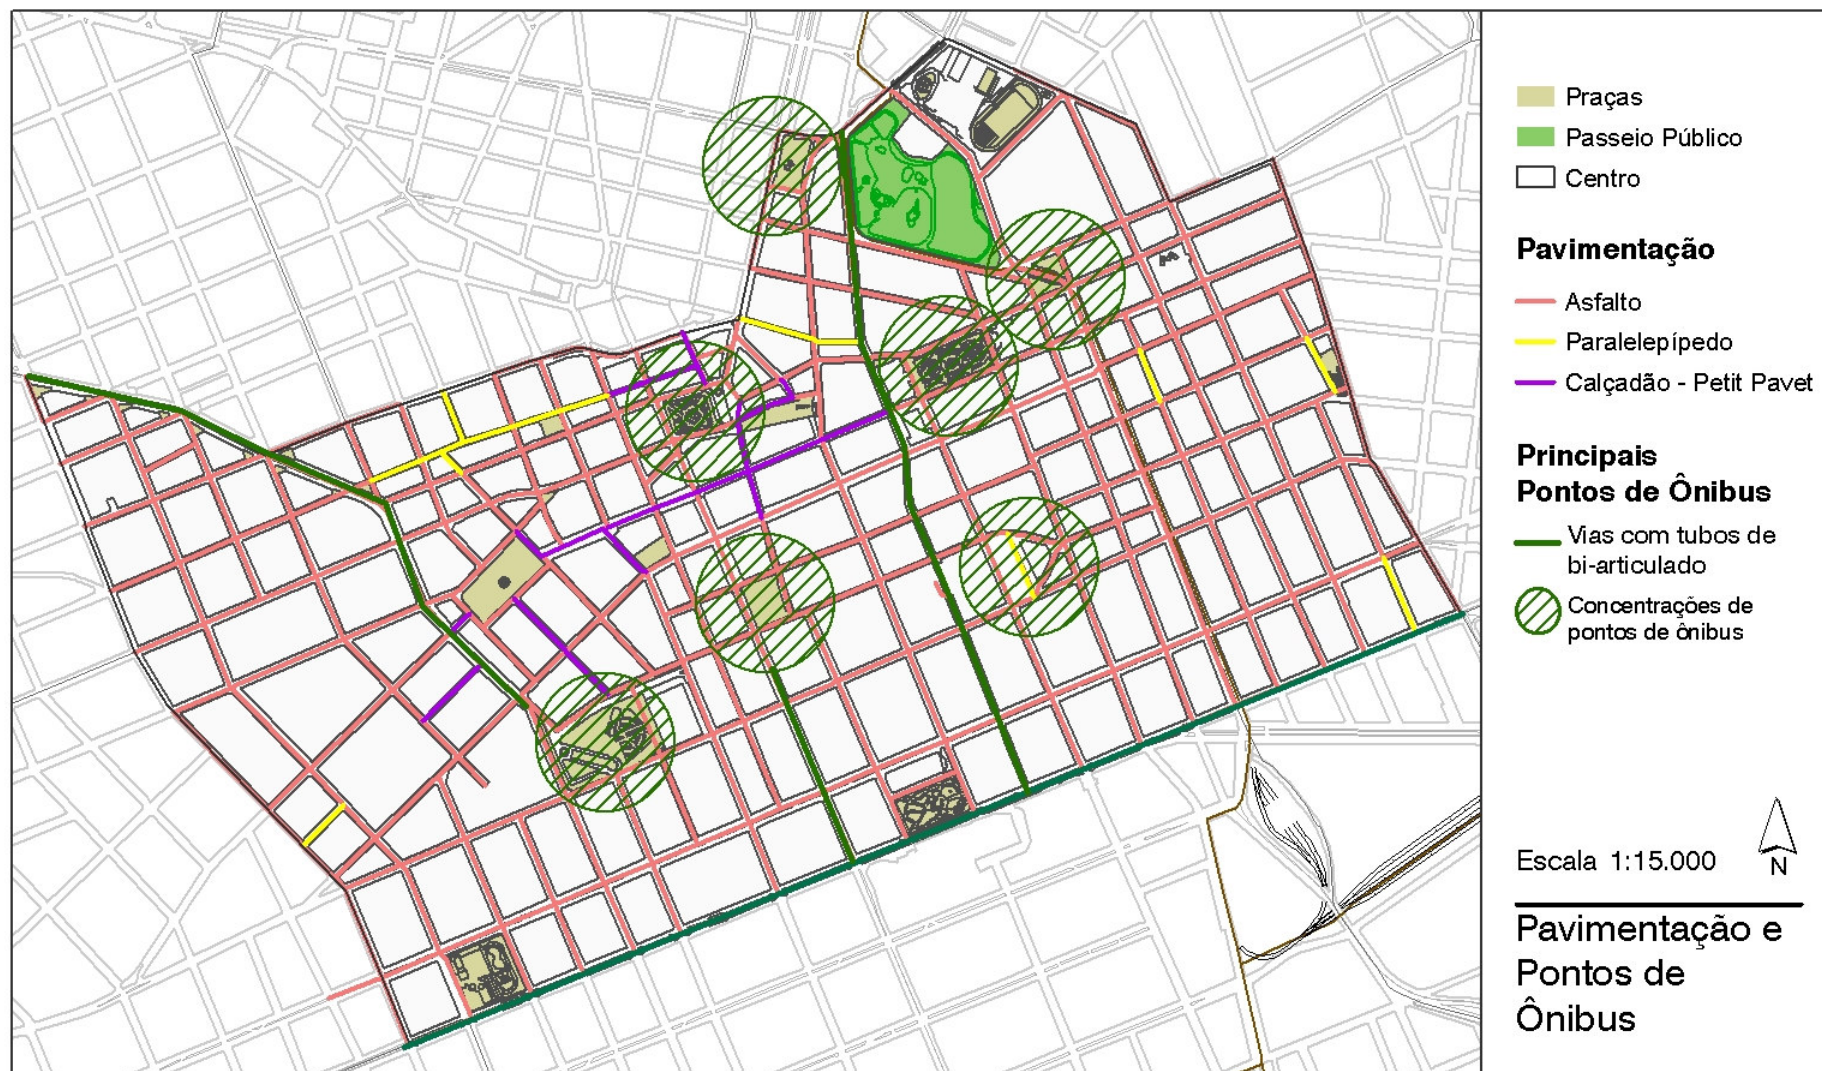 Praças
Passeio Público
Centro
Pavimentação
Asfalto
Paralelepípedo
Calçadão - Petit Pavet
Principais
Pontos de Ônibus
Vias com tubos de
bi-articulado
Concentrações de
pontos de ônibus
Escala 1:15.000
N
Pavimentação e
Pontos de
Ônibus